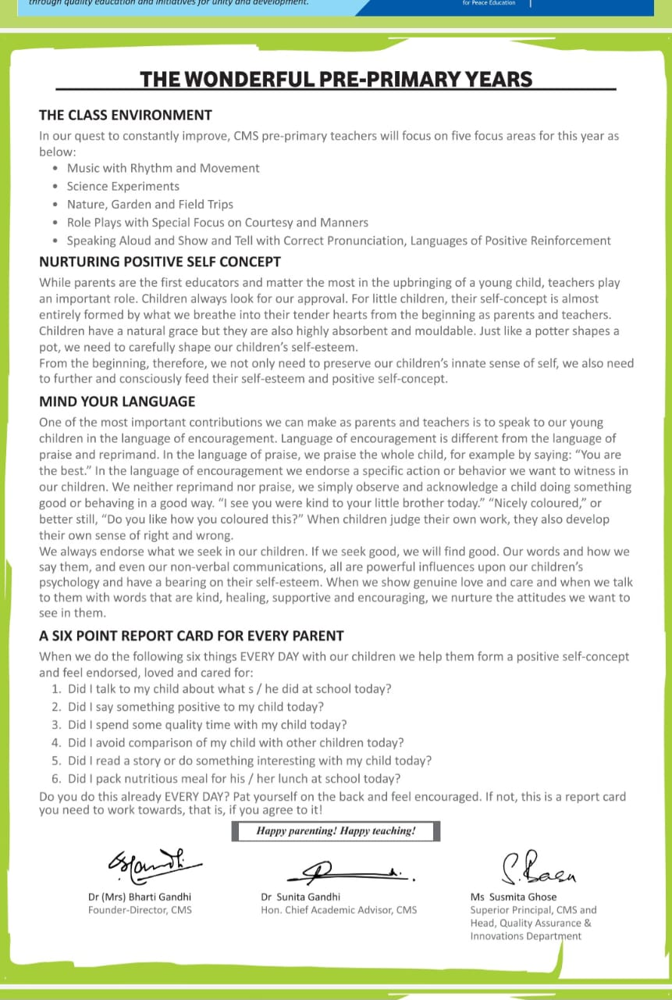 through quality education and initiatives for unity and development.
for Peace Education
THE WONDERFUL PRE-PRIMARY YEARS
THE CLASS ENVIRONMENT
In our quest to constantly improve, CMS pre-primary teachers will focus on five focus areas for this year as
below:
• Music with Rhythm and Movement
• Science Experiments
• Nature, Garden and Field Trips
• Role Plays with Special Focus on Courtesy and Manners
• Speaking Aloud and Show and Tell with Correct Pronunciation, Languages of Positive Reinforcement
NURTURING POSITIVE SELF CONCEPT
While parents are the first educators and matter the most in the upbringing of a young child, teachers play
an important role. Children always look for our approval. For little children, their self-concept is almost
entirely formed by what we breathe into their tender hearts from the beginning as parents and teachers.
Children have a natural grace but they are also highly absorbent and mouldable. Just like a potter shapes a
pot, we need to carefully shape our children’s self-esteem.
From the beginning, therefore, we not only need to preserve our children’s innate sense of self, we also need
to further and consciously feed their self-esteem and positive self-concept.
MIND YOUR LANGUAGE
One of the most important contributions we can make as parents and teachers is to speak to our young
children in the language of encouragement. Language of encouragement is different from the language of
praise and reprimand. In the language of praise, we praise the whole child, for example by saying: “You are
the best.” In the language of encouragement we endorse a specific action or behavior we want to witness in
our children. We neither reprimand nor praise, we simply observe and acknowledge a child doing something
good or behaving in a good way. “I see you were kind to your little brother today.” “Nicely coloured,” or
better still, “Do you like how you coloured this?” When children judge their own work, they also develop
their own sense of right and wrong.
We always endorse what we seek in our children. If we seek good, we will find good. Our words and how we
say them, and even our non-verbal communications, all are powerful influences upon our children’s
psychology and have a bearing on their self-esteem. When we show genuine love and care and when we talk
to them with words that are kind, healing, supportive and encouraging, we nurture the attitudes we want to
see in them.
A SIX POINT REPORT CARD FOR EVERY PARENT
When we do the following six things EVERY DAY with our children we help them form a positive self-concept
and feel endorsed, loved and cared for:
1. Did I talk to my child about what s / he did at school today?
2. Did I say something positive to my child today?
3. Did I spend some quality time with my child today?
4. Did I avoid comparison of my child with other children today?
5. Did I read a story or do something interesting with my child today?
6. Did I pack nutritious meal for his / her lunch at school today?
Do you do this already EVERY DAY? Pat yourself on the back and feel encouraged. If not, this is a report card
you need to work towards, that is, if you agree to it!
Happy parenting! Happy teaching!
Dr (Mrs) Bharti Gandhi
Founder-Director, CMS
Dr Sunita Gandhi
Hon. Chief Academic Advisor, CMS
Ms Susmita Ghose
Superior Principal, CMS and
Head, Quality Assurance &
Innovations Department